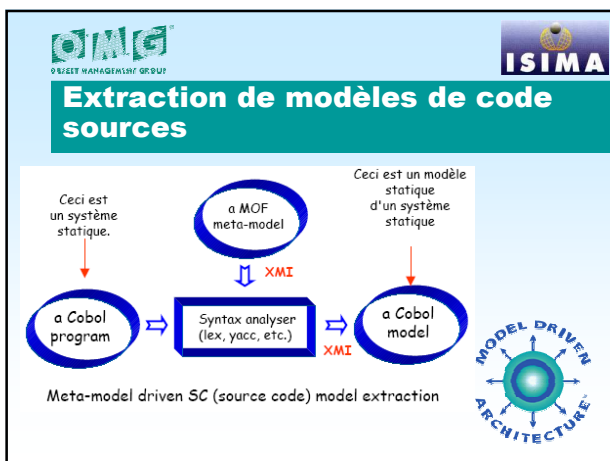 OMG
OBJECT MANAGEMENT GROUP
ISIMA
Extraction de modèles de code
sources
Ceci est
un système
statique.
a MOF
meta-model
Ceci est un modèle
statique
d'un système
statique
XMI
a Cobol
program
Syntax analyser
(lex, yacc, etc.)
XMI
a Cobol
model
Meta-model driven SC (source code) model extraction
MODEL DRIVEN
ARCHITECTURE